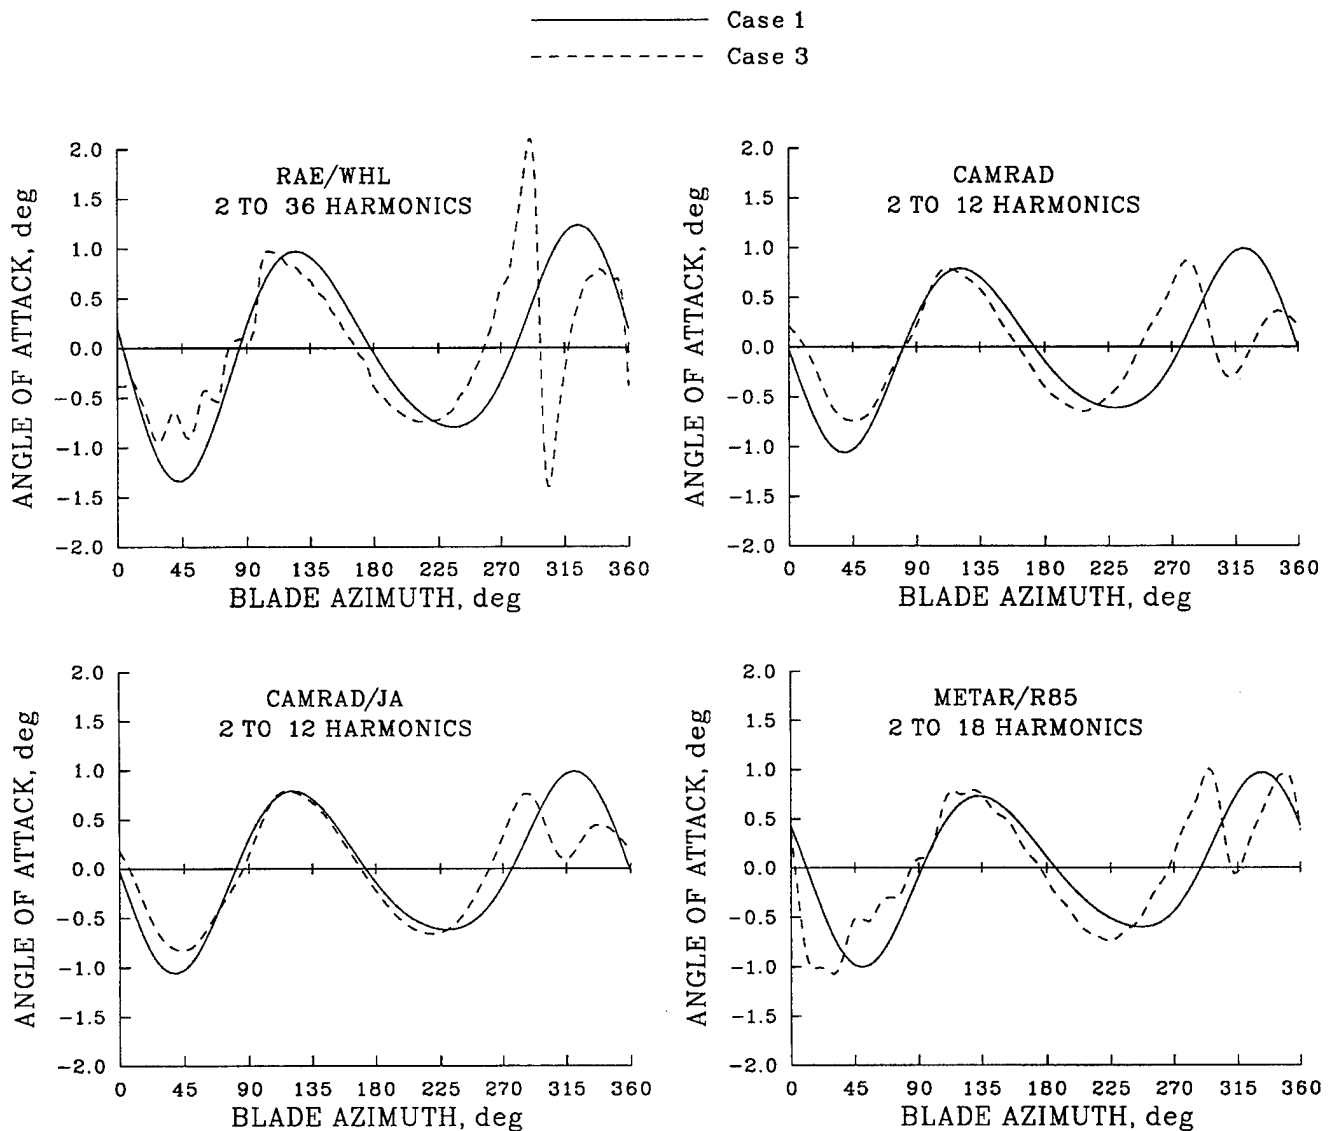 Case 1
Case 3
RAE/WHL
2 TO 36 HARMONICS
ANGLE OF ATTACK, deg
2.0
1.5
1.0
0.5
0.0
-0.5
-1.0
-1.5
-2.0
0 45 90 135 180 225 270 315 360
BLADE AZIMUTH, deg
CAMRAD
2 TO 12 HARMONICS
ANGLE OF ATTACK, deg
2.0
1.5
1.0
0.5
0.0
-0.5
-1.0
-1.5
-2.0
0 45 90 135 180 225 270 315 360
BLADE AZIMUTH, deg
CAMRAD/JA
2 TO 12 HARMONICS
ANGLE OF ATTACK, deg
2.0
1.5
1.0
0.5
0.0
-0.5
-1.0
-1.5
-2.0
0 45 90 135 180 225 270 315 360
BLADE AZIMUTH, deg
METAR/R85
2 TO 18 HARMONICS
ANGLE OF ATTACK, deg
2.0
1.5
1.0
0.5
0.0
-0.5
-1.0
-1.5
-2.0
0 45 90 135 180 225 270 315 360
BLADE AZIMUTH, deg